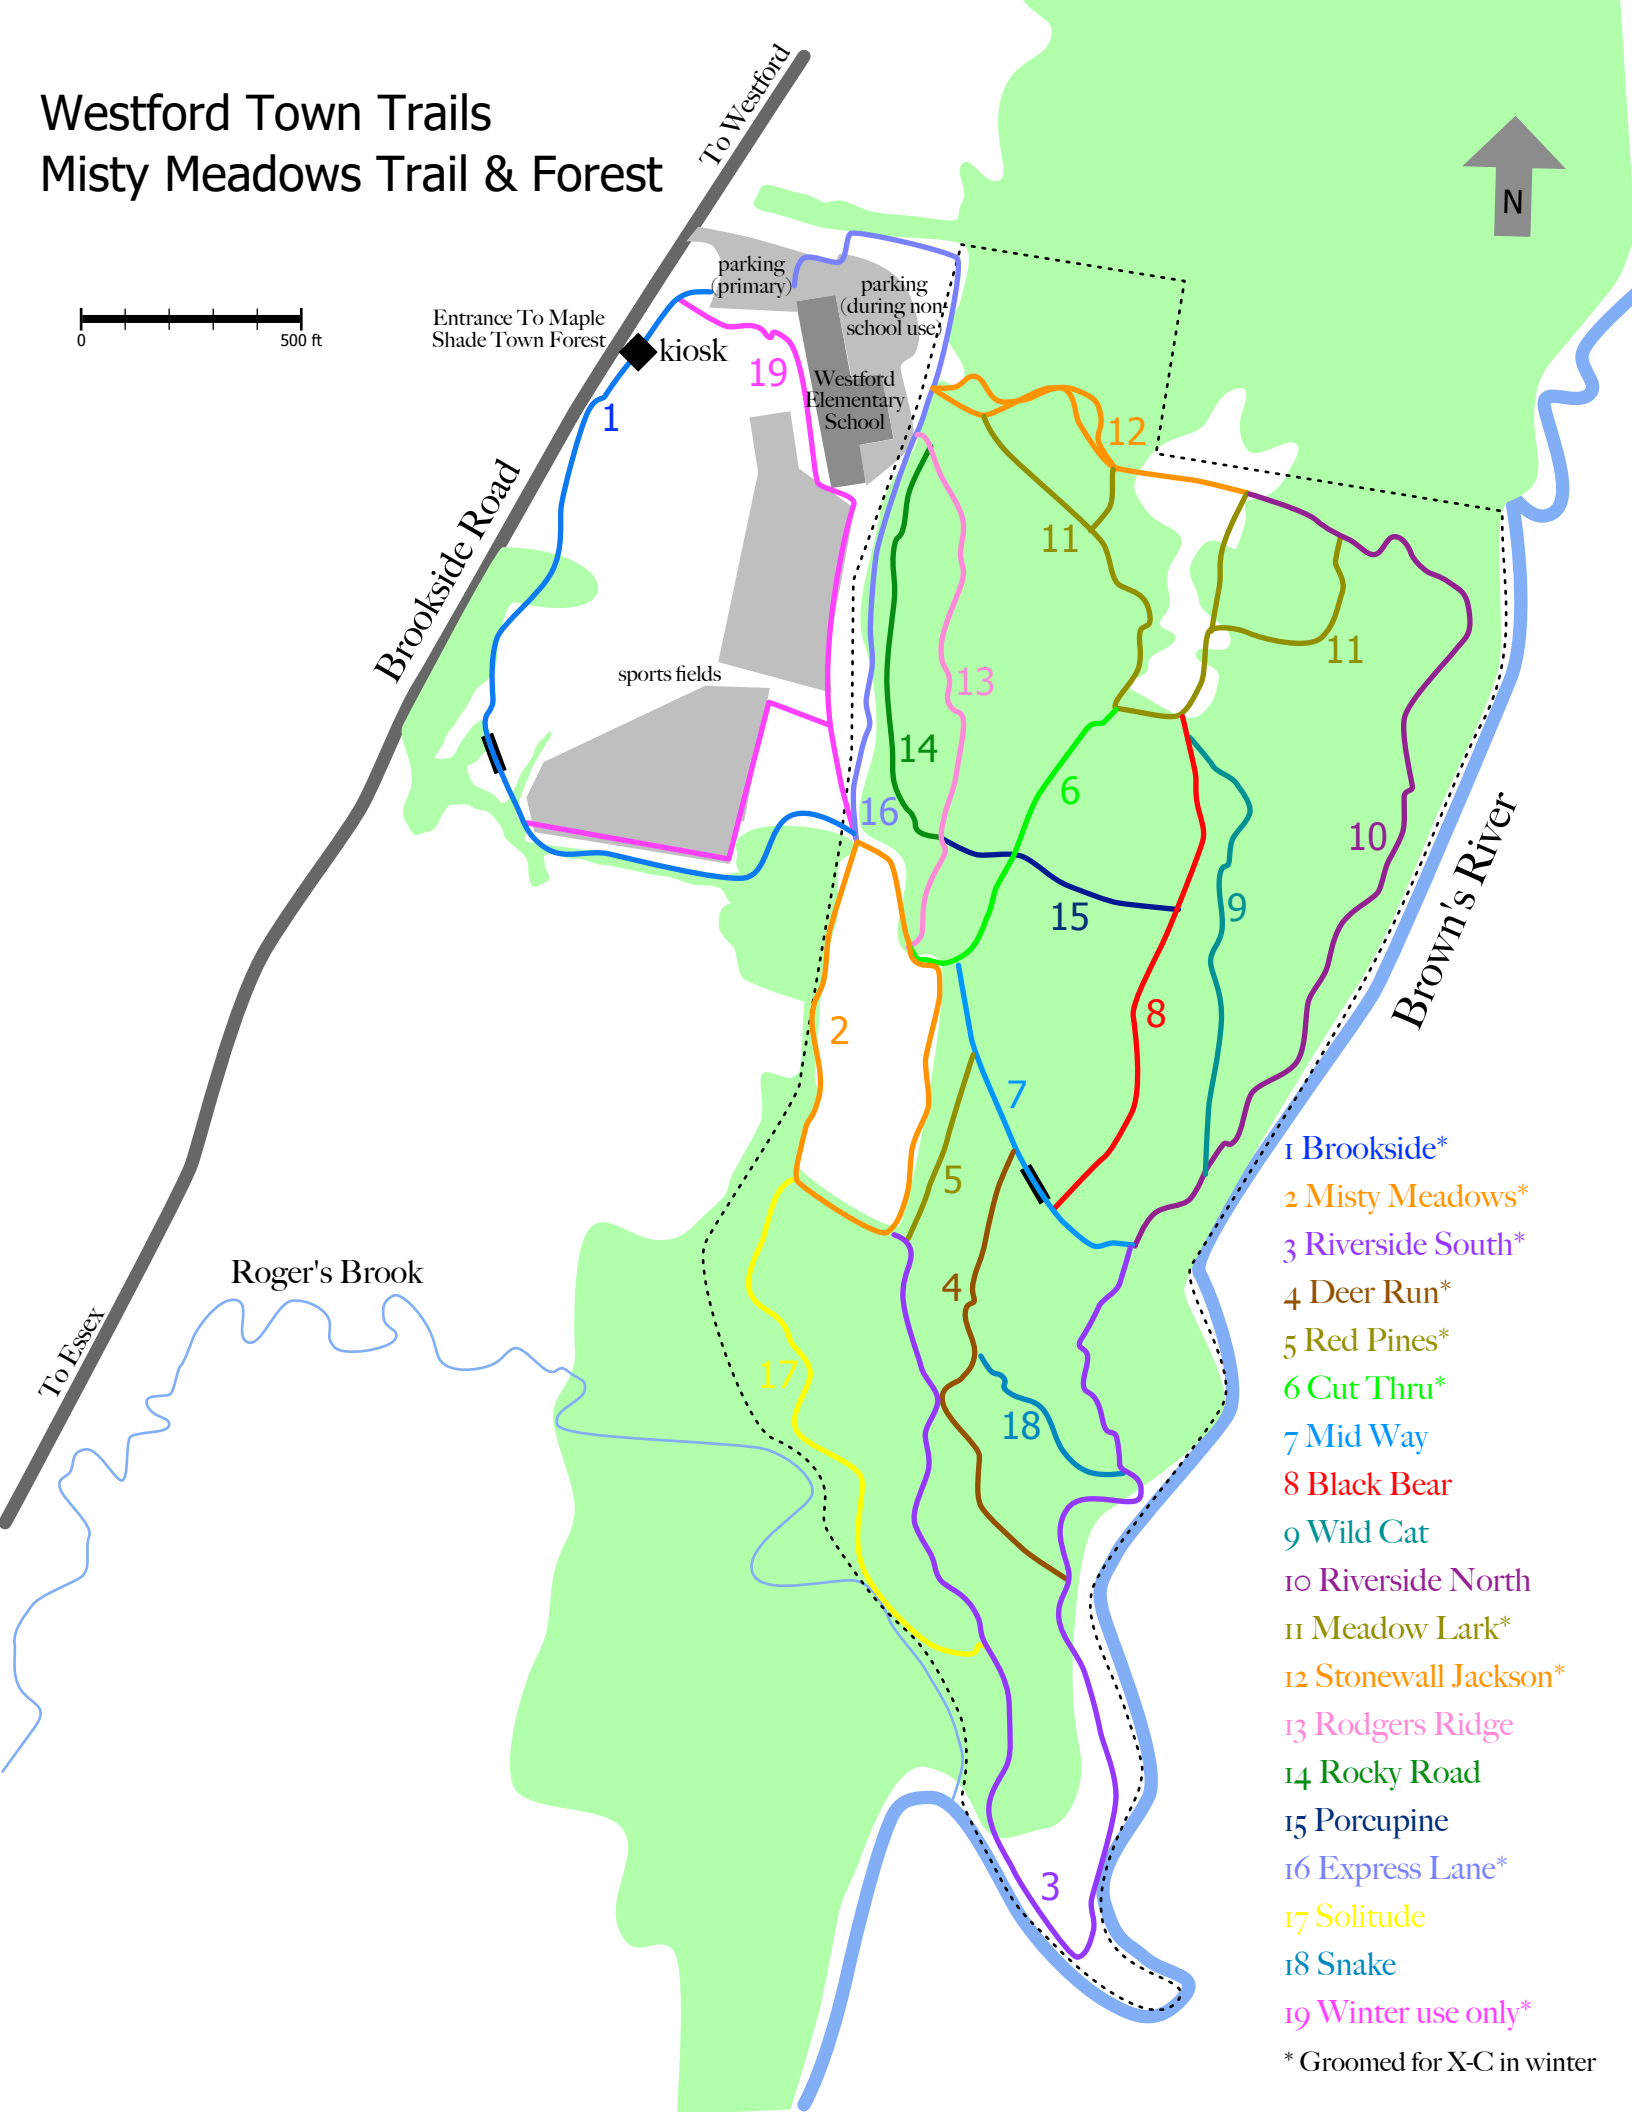 Westford Town Trails
Misty Meadows Trail & Forest
To Westford
N
0
500 ft
Entrance To Maple
Shade Town Forest
kiosk
parking
(primary)
parking
(during non-
school use)
Westford
Elementary
School
19
1
12
11
11
Brookside Road
sports fields
13
14
6
16
10
15
9
8
2
7
5
4
17
18
3
Brown's River
Roger's Brook
To Essex
1 Brookside*
2 Misty Meadows*
3 Riverside South*
4 Deer Run*
5 Red Pines*
6 Cut Thru*
7 Mid Way
8 Black Bear
9 Wild Cat
10 Riverside North
11 Meadow Lark*
12 Stonewall Jackson*
13 Rodgers Ridge
14 Rocky Road
15 Porcupine
16 Express Lane*
17 Solitude
18 Snake
19 Winter use only*
* Groomed for X-C in winter